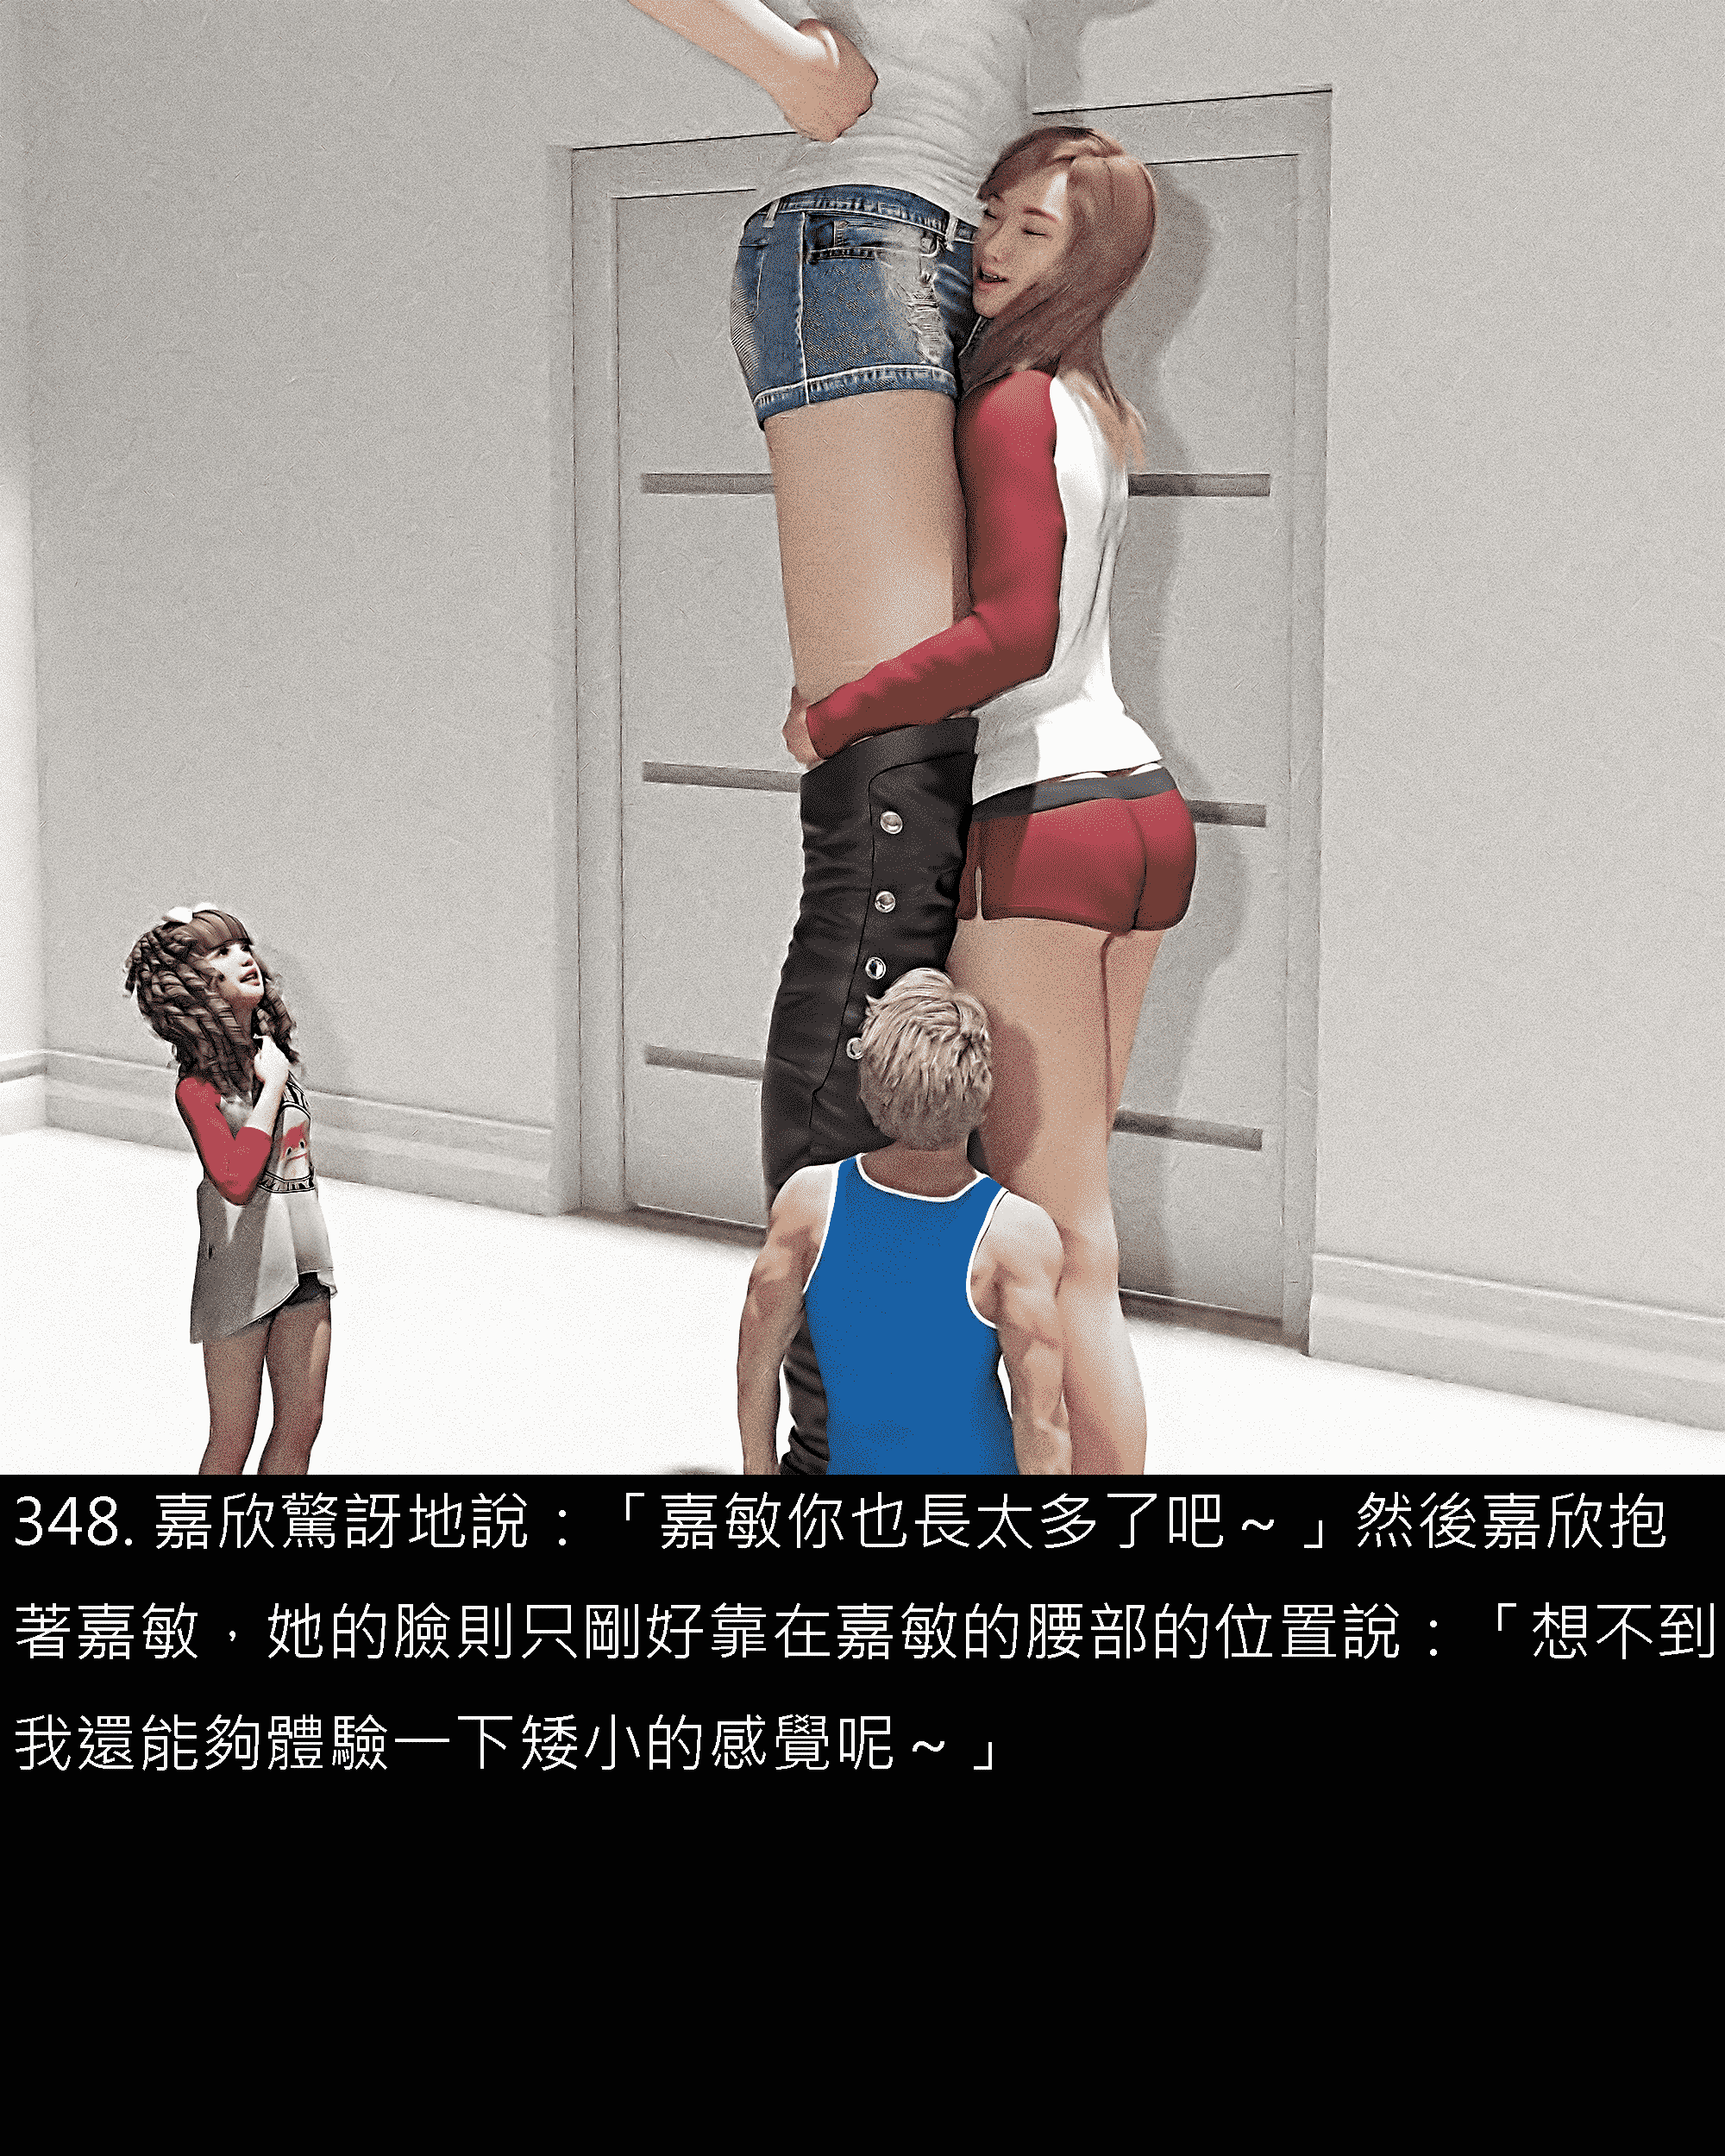 348. 嘉欣驚訝地說：「嘉敏你也長太多了吧～」然後嘉欣抱
著嘉敏，她的臉則只剛好靠在嘉敏的腰部的位置說：「想不到
我還能夠體驗一下矮小的感覺呢～」